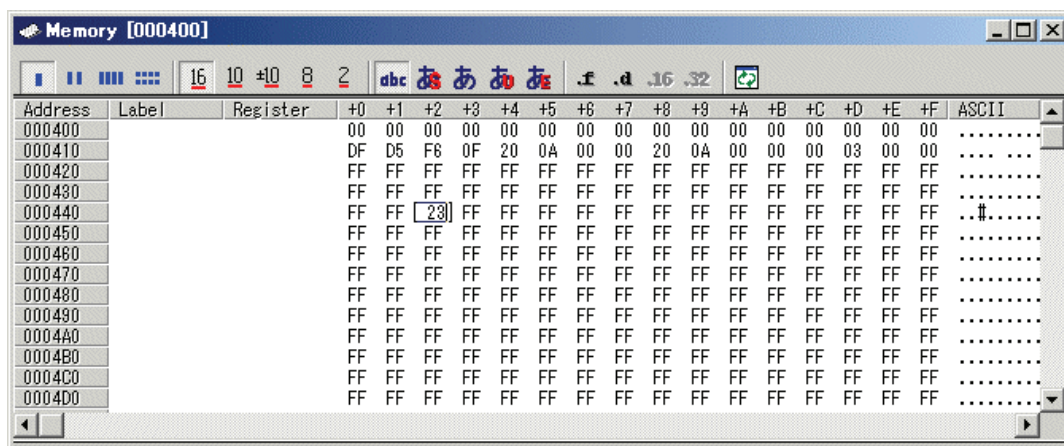 Memory [000400]
16 10 ±10 8 2 abc あS あ あU あE .f .d .16 .32
Address Label Register +0 +1 +2 +3 +4 +5 +6 +7 +8 +9 +A +B +C +D +E +F ASCII
000400 00 00 00 00 00 00 00 00 00 00 00 00 00 00 00 00 .........
000410 DF D5 F6 0F 20 0A 00 00 20 0A 00 00 00 03 00 00 .... ...
000420 FF FF FF FF FF FF FF FF FF FF FF FF FF FF FF FF .........
000430 FF FF FF FF FF FF FF FF FF FF FF FF FF FF FF FF .........
000440 FF FF 23 FF FF FF FF FF FF FF FF FF FF FF FF FF ..#......
000450 FF FF FF FF FF FF FF FF FF FF FF FF FF FF FF FF .........
000460 FF FF FF FF FF FF FF FF FF FF FF FF FF FF FF FF .........
000470 FF FF FF FF FF FF FF FF FF FF FF FF FF FF FF FF .........
000480 FF FF FF FF FF FF FF FF FF FF FF FF FF FF FF FF .........
000490 FF FF FF FF FF FF FF FF FF FF FF FF FF FF FF FF .........
0004A0 FF FF FF FF FF FF FF FF FF FF FF FF FF FF FF FF .........
0004B0 FF FF FF FF FF FF FF FF FF FF FF FF FF FF FF FF .........
0004C0 FF FF FF FF FF FF FF FF FF FF FF FF FF FF FF FF .........
0004D0 FF FF FF FF FF FF FF FF FF FF FF FF FF FF FF FF .........